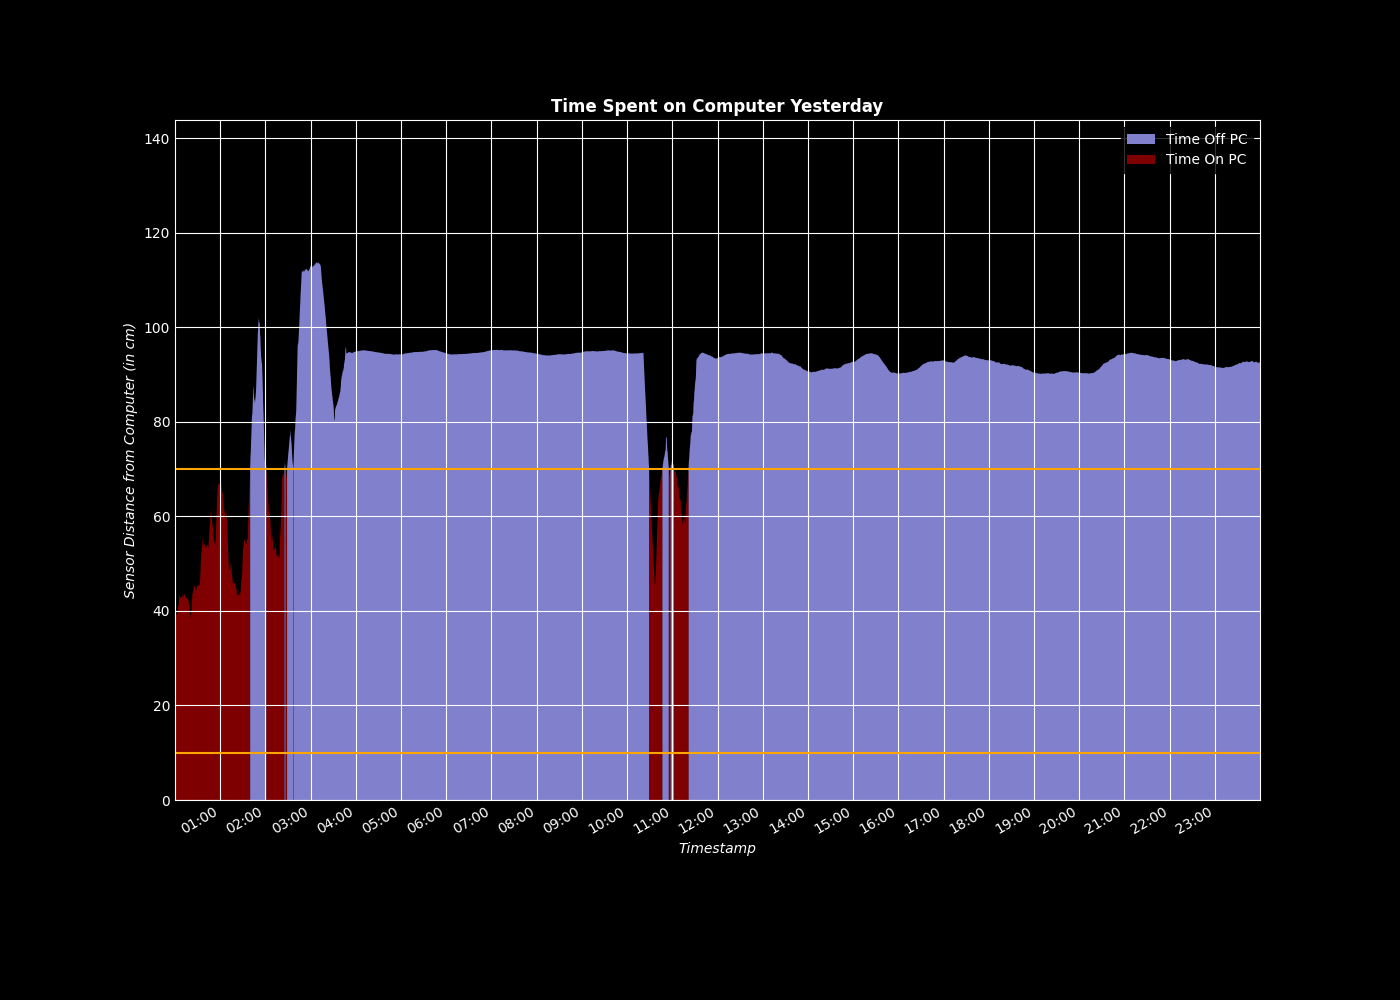 Time Spent on Computer Yesterday
Time Off PC
Time On PC
Sensor Distance from Computer (in cm)
140
120
100
80
60
40
20
0
01:00 02:00 03:00 04:00 05:00 06:00 07:00 08:00 09:00 10:00 11:00 12:00 13:00 14:00 15:00 16:00 17:00 18:00 19:00 20:00 21:00 22:00 23:00
Timestamp